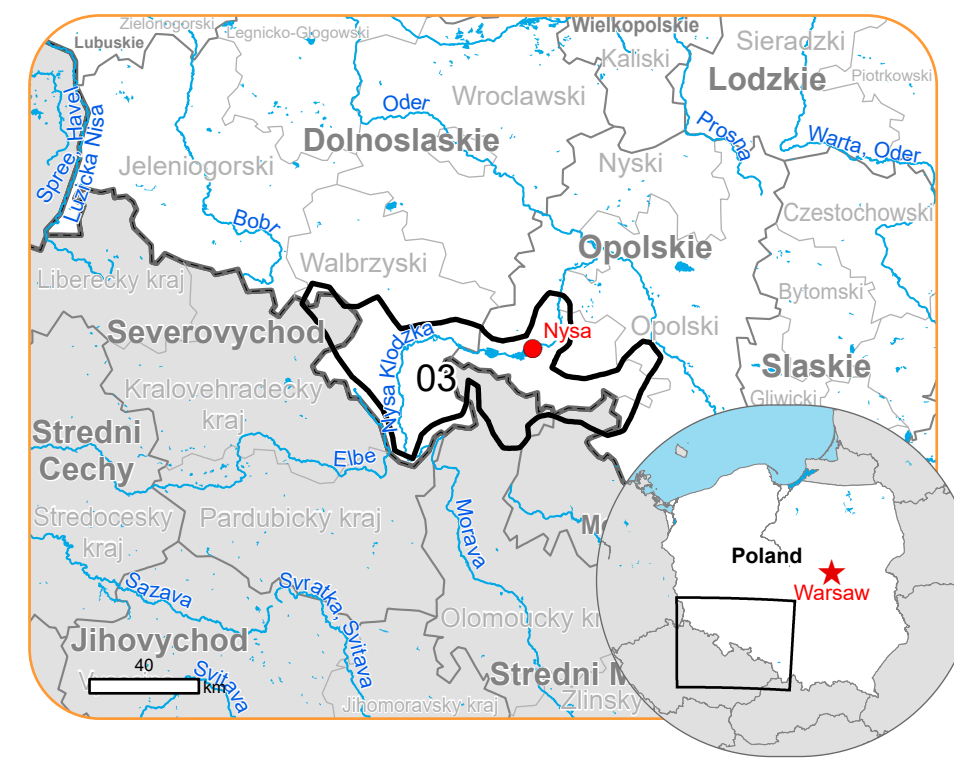 Zielonogorski
Legnicko-Glogowski
Wielkopolskie
Lubuskie
Sieradzki
Kaliski
Lodzkie
Piotrkowski
Oder
Wroclawski
Spree, Havel
Luzicka Nisa
Dolnoslaskie
Prosna
Warta, Oder
Jeleniogorski
Nyski
Bobr
Czestochowski
Opolskie
Walbrzyski
Liberecky kraj
Bytomski
Severovychod
Nysa
Opolski
Nysa Klodzka
Slaskie
03
Kralovehradecky
kraj
Gliwicki
Stredni
Cechy
Elbe
Stredocesky
kraj
Pardubicky kraj
Morava
Poland
Warsaw
Sazava
Svratka, Svitava
Olomoucky kr
Jihovychod
40
km
Svitava
Stredni M
Zlinsky
Jihomoravsky kraj